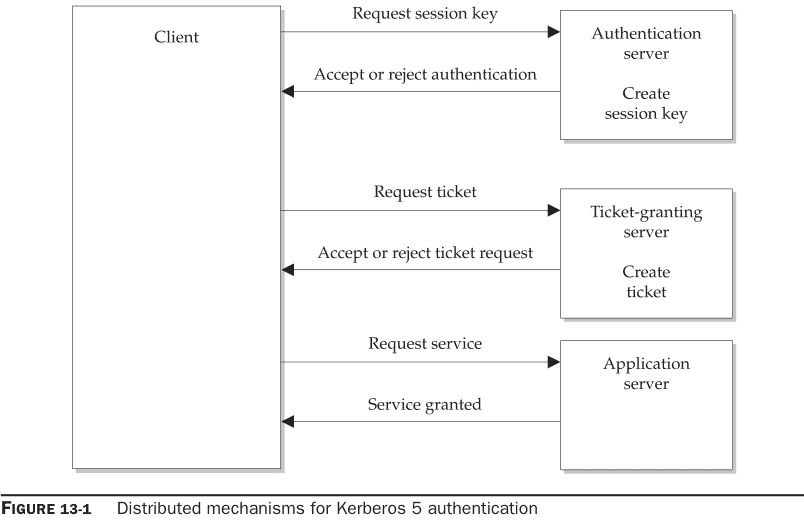 Client
Request session key
Accept or reject authentication
Authentication
server
Create
session key
Request ticket
Accept or reject ticket request
Ticket-granting
server
Create
ticket
Request service
Service granted
Application
server
FIGURE 13-1 Distributed mechanisms for Kerberos 5 authentication